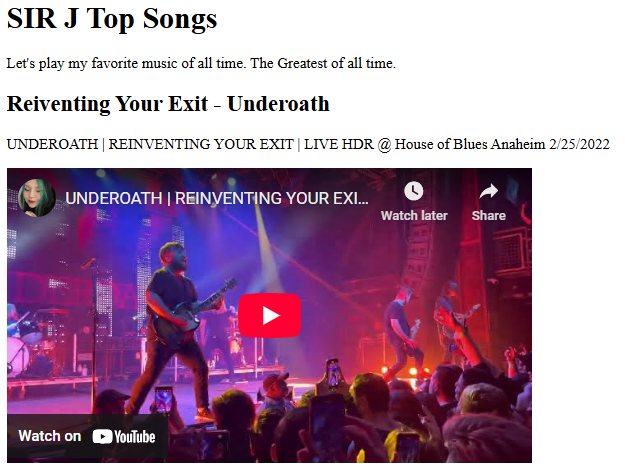 SIR J Top Songs
Let's play my favorite music of all time. The Greatest of all time.
Reiventing Your Exit - Underoath
UNDEROATH | REINVENTING YOUR EXIT | LIVE HDR @ House of Blues Anaheim 2/25/2022
UNDEROATH | REINVENTING YOUR EXI...
Watch later
Share
Watch on YouTube